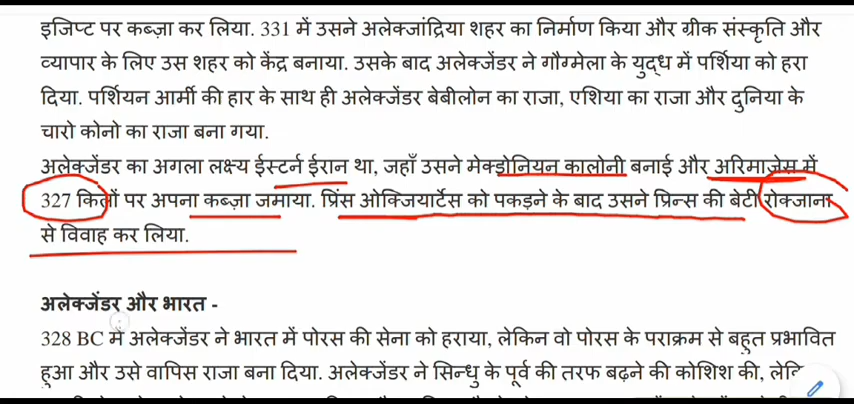 इजिप्ट पर कब्ज़ा कर लिया. 331 में उसने अलेक्जांद्रिया शहर का निर्माण किया और ग्रीक संस्कृति और
व्यापार के लिए उस शहर को केंद्र बनाया. उसके बाद अलेक्जेंडर ने गौग्मेला के युद्ध में पर्शिया को हरा
दिया. पर्शियन आर्मी की हार के साथ ही अलेक्जेंडर बेबीलोन का राजा, एशिया का राजा और दुनिया के
चारो कोनो का राजा बना गया.
अलेक्जेंडर का अगला लक्ष्य ईस्टर्न ईरान था, जहाँ उसने मेक्डोनियन कालोनी बनाई और अरिमाजेस में
327 किलों पर अपना कब्ज़ा जमाया. प्रिंस ओक्जियार्टेस को पकड़ने के बाद उसने प्रिन्स की बेटी रोक्जाना
से विवाह कर लिया.
अलेक्जेंडर और भारत -
328 BC में अलेक्जेंडर ने भारत में पोरस की सेना को हराया, लेकिन वो पोरस के पराक्रम से बहुत प्रभावित
हुआ और उसे वापिस राजा बना दिया. अलेक्जेंडर ने सिन्धु के पूर्व की तरफ बढ़ने की कोशिश की,